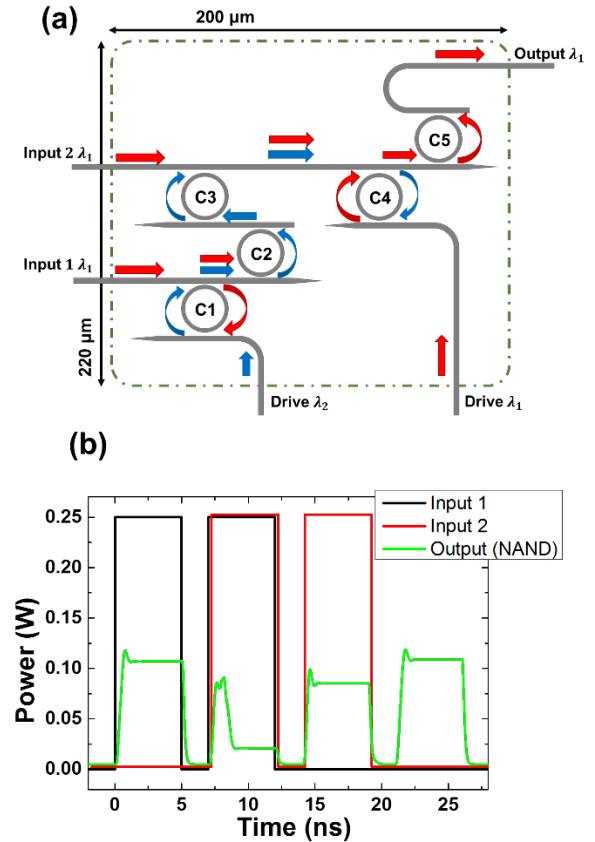 (a)
200 µm
Output λ₁
C5
Input 2 λ₁
C3
C4
C2
Input 1 λ₁
C1
220 µm
Drive λ₂
Drive λ₁
(b)
Input 1
Input 2
Output (NAND)
0.25
0.20
0.15
0.10
0.05
0.00
Power (W)
0
5
10
15
20
25
Time (ns)